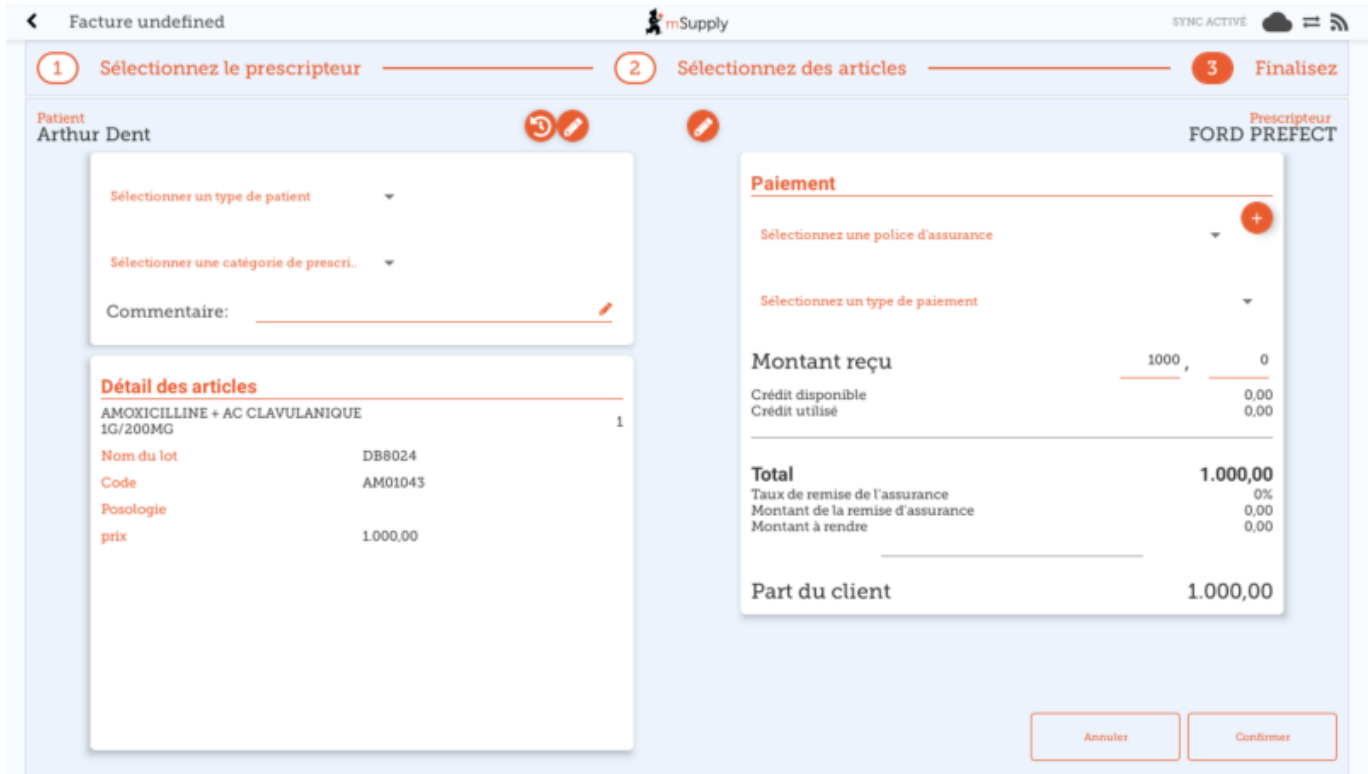 Facture undefined
mSupply
SYNC ACTIVÉ
1 Sélectionnez le prescripteur
2 Sélectionnez des articles
3 Finalisez
Patient
Arthur Dent
Prescripteur
FORD PREFECT
Sélectionner un type de patient
Sélectionner une catégorie de prescri..
Commentaire:
Détail des articles
AMOXICILLINE + AC CLAVULANIQUE
1G/200MG
1
Nom du lot DB8024
Code AM01043
Posologie
prix 1.000,00
Paiement
+
Sélectionnez une police d'assurance
Sélectionnez un type de paiement
Montant reçu 1000 , 0
Crédit disponible 0,00
Crédit utilisé 0,00
Total 1.000,00
Taux de remise de l'assurance 0%
Montant de la remise d'assurance 0,00
Montant à rendre 0,00
Part du client 1.000,00
Annuler
Confirmer